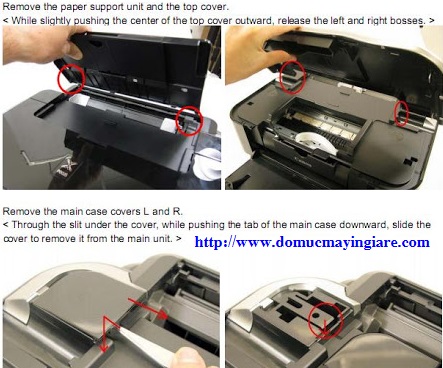 Remove the paper support unit and the top cover.
< While slightly pushing the center of the top cover outward, release the left and right bosses. >
Remove the main case covers L and R.
< Through the slit under the cover, while pushing the tab of the main case downward, slide the
cover to remove it from the main unit. >
http://www.domucmayingiare.com